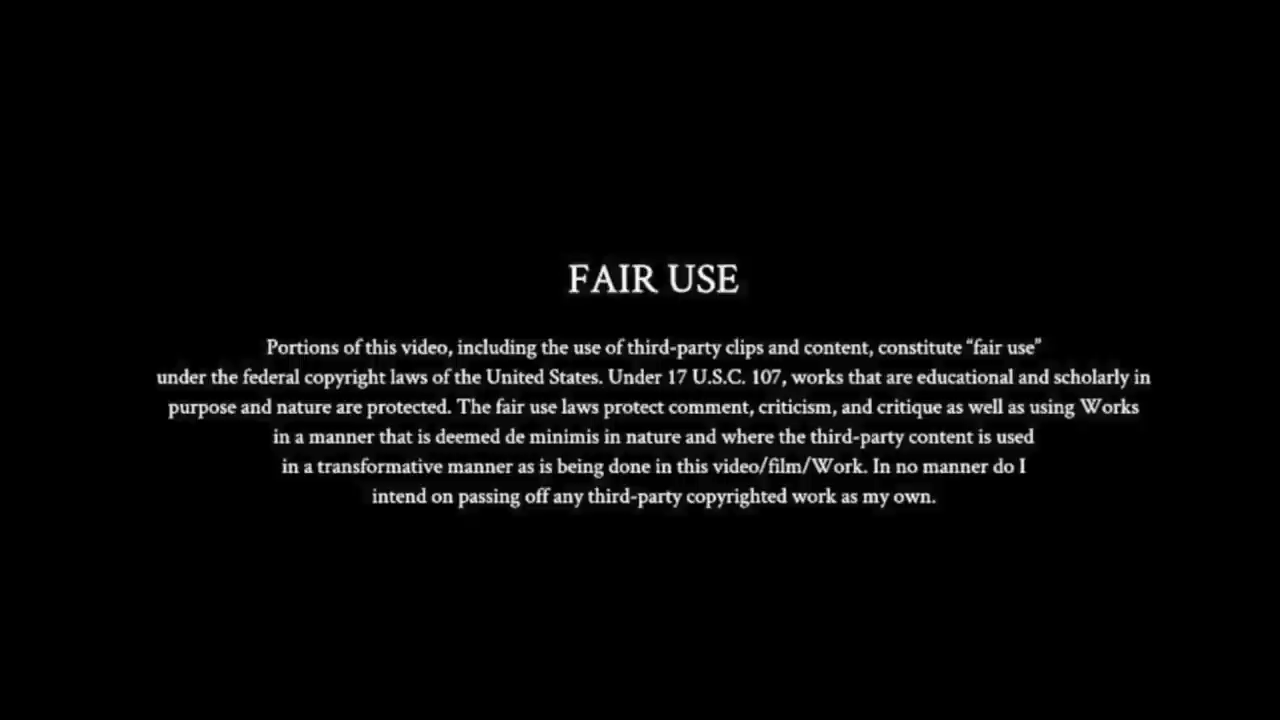 FAIR USE
Portions of this video, including the use of third-party clips and content, constitute “fair use”
under the federal copyright laws of the United States. Under 17 U.S.C. 107, works that are educational and scholarly in
purpose and nature are protected. The fair use laws protect comment, criticism, and critique as well as using Works
in a manner that is deemed de minimis in nature and where the third-party content is used
in a transformative manner as is being done in this video/film/Work. In no manner do I
intend on passing off any third-party copyrighted work as my own.